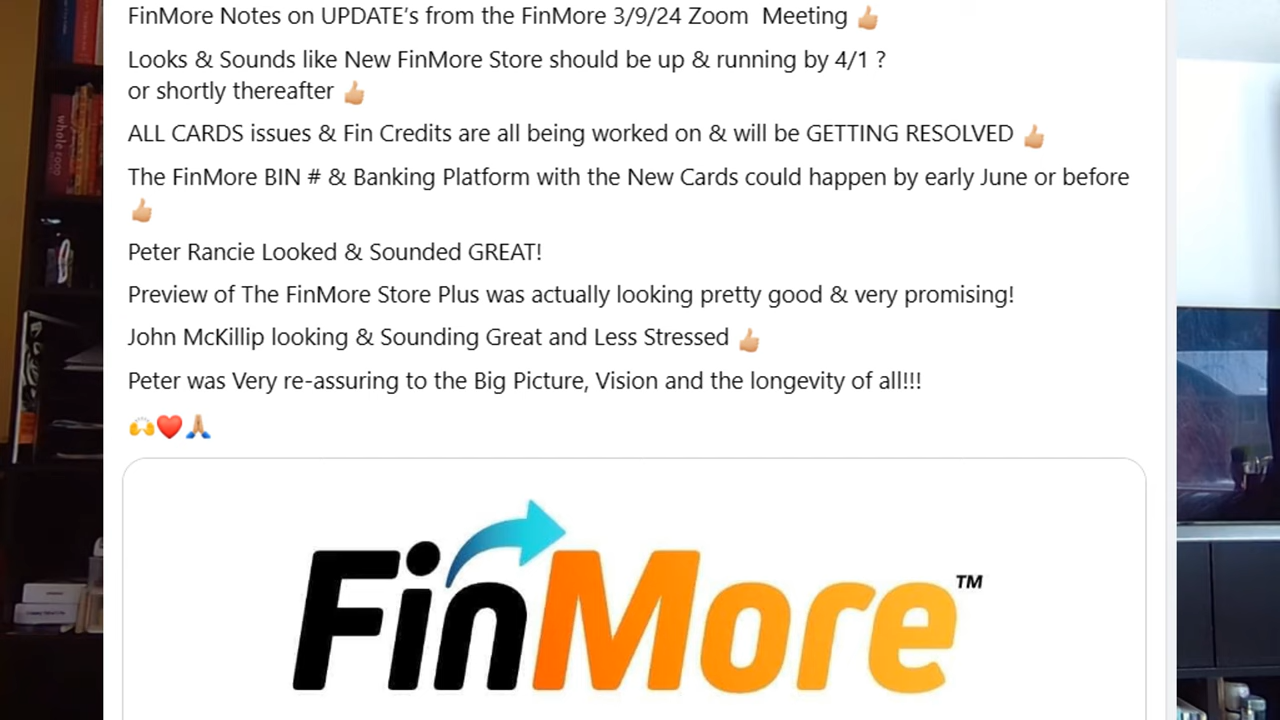 FinMore Notes on UPDATE's from the FinMore 3/9/24 Zoom  Meeting 👍🏼
Looks & Sounds like New FinMore Store should be up & running by 4/1 ?
or shortly thereafter 👍🏼
ALL CARDS issues & Fin Credits are all being worked on & will be GETTING RESOLVED 👍🏼
The FinMore BIN # & Banking Platform with the New Cards could happen by early June or before
👍🏼
Peter Rancie Looked & Sounded GREAT!
Preview of The FinMore Store Plus was actually looking pretty good & very promising!
John McKillip looking & Sounding Great and Less Stressed 👍🏼
Peter was Very re-assuring to the Big Picture, Vision and the longevity of all!!!
🙌❤️🙏🏼
FinMore™